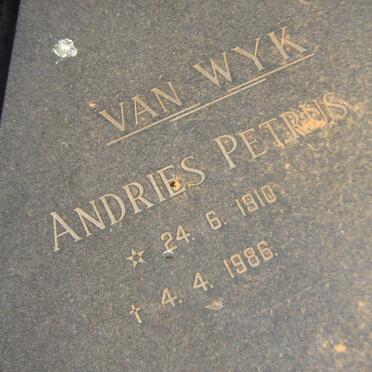 VAN WYK
ANDRIES PETRUS
✡ 24. 6. 1910
† 4. 4. 1986